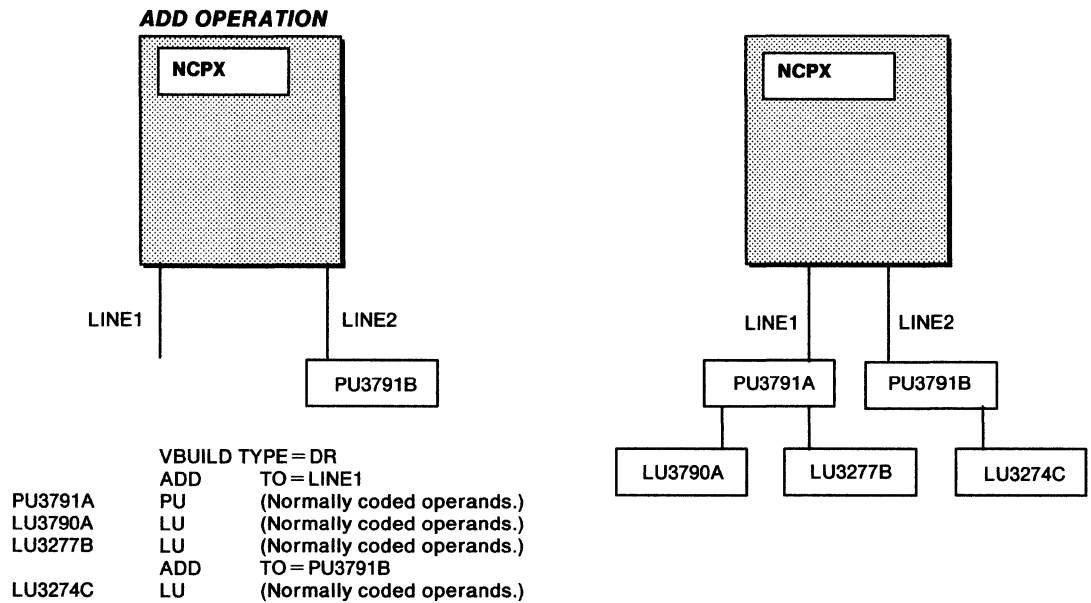 ADD OPERATION
NCPX
NCPX
LINE1
LINE2
LINE1
LINE2
PU3791B
PU3791A
PU3791B
LU3790A
LU3277B
LU3274C
VBUILD TYPE=DR
ADD TO=LINE1
PU3791A PU (Normally coded operands.)
LU3790A LU (Normally coded operands.)
LU3277B LU (Normally coded operands.)
ADD TO=PU3791B
LU3274C LU (Normally coded operands.)